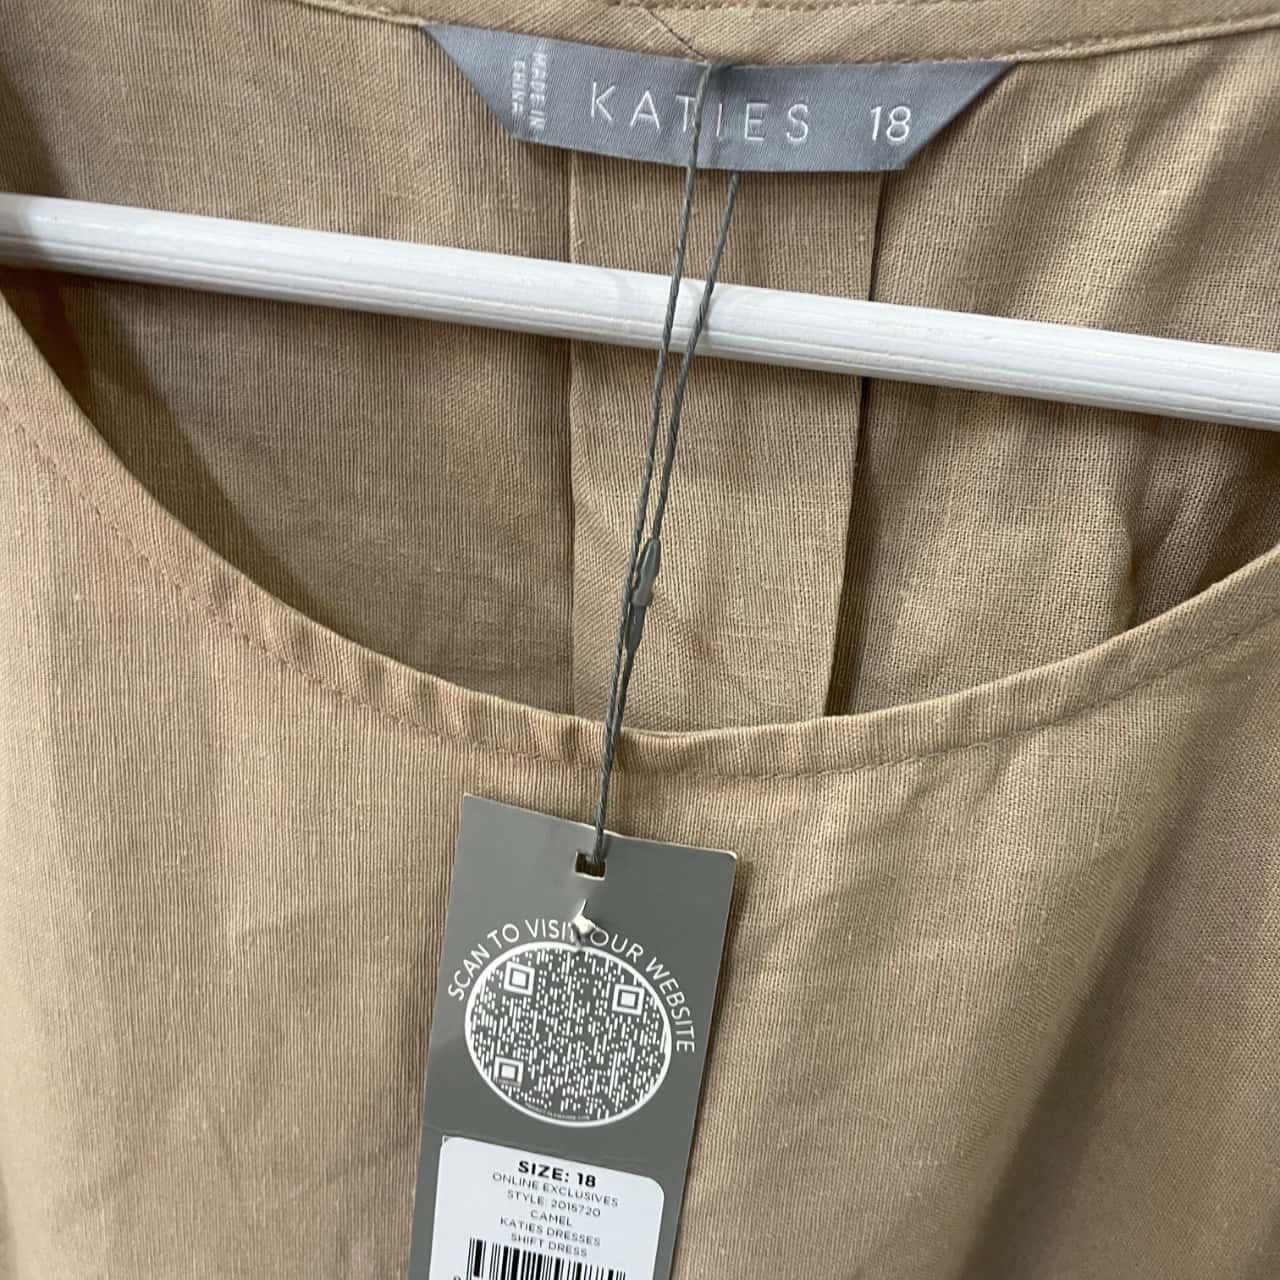 MADE IN
CHINA
KATIES 18
SCAN TO VISIT OUR WEBSITE
SIZE: 18
ONLINE EXCLUSIVES
STYLE: 2015720
CAMEL
KATIES DRESSES
SHIFT DRESS